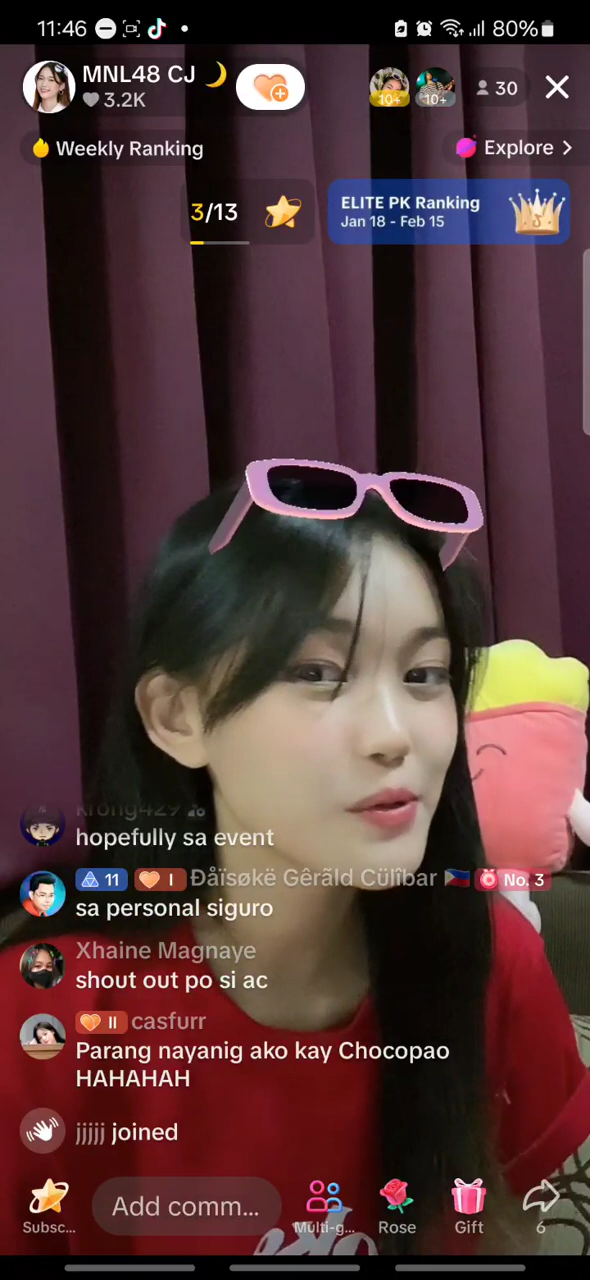 11:46
80%
MNL48 CJ 🌙
3.2K
10+
10+
30
Weekly Ranking
Explore >
3/13
ELITE PK Ranking
Jan 18 - Feb 15
krong429
hopefully sa event
11 I Ðåïsøkë Gêrãld Cülîbar 🇵🇭 No. 3
sa personal siguro
Xhaine Magnaye
shout out po si ac
II casfurr
Parang nayanig ako kay Chocopao
HAHAHAH
jjjjj joined
Add comm...
Subsc...
Multi-g...
Rose
Gift
6